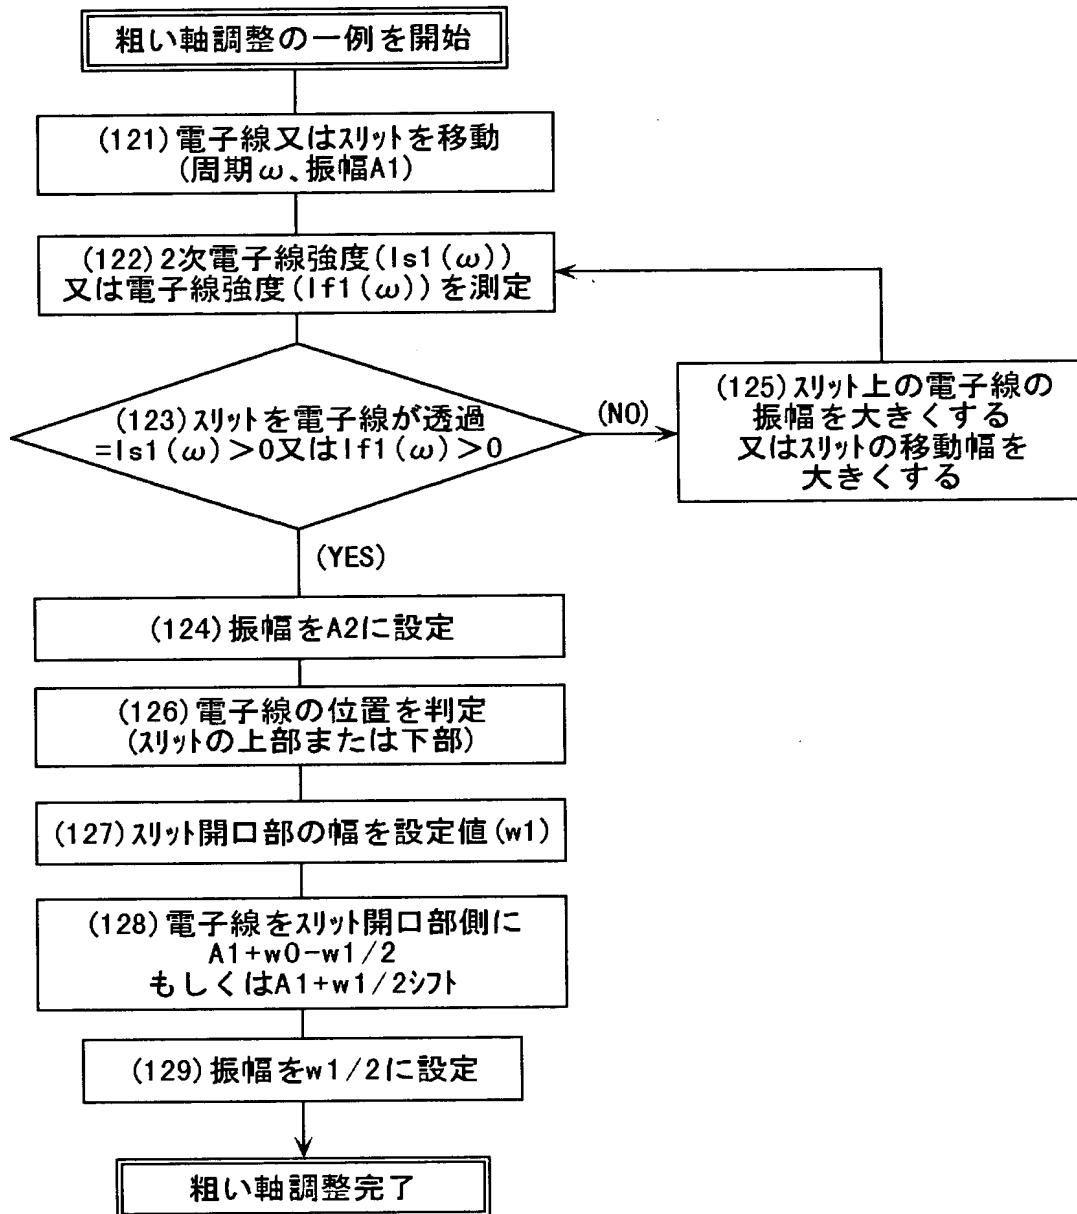 粗い軸調整の一例を開始
(121)電子線又はｽﾘｯﾄを移動
(周期ω、振幅A1)
(122)2次電子線強度(Is1(ω))
又は電子線強度(If1(ω))を測定
(123)ｽﾘｯﾄを電子線が透過
=Is1(ω)>0又はIf1(ω)>0
(NO)
(125)ｽﾘｯﾄ上の電子線の
振幅を大きくする
又はｽﾘｯﾄの移動幅を
大きくする
(YES)
(124)振幅をA2に設定
(126)電子線の位置を判定
(ｽﾘｯﾄの上部または下部)
(127)ｽﾘｯﾄ開口部の幅を設定値(w1)
(128)電子線をｽﾘｯﾄ開口部側に
A1+w0-w1/2
もしくはA1+w1/2ｼﾌﾄ
(129)振幅をw1/2に設定
粗い軸調整完了